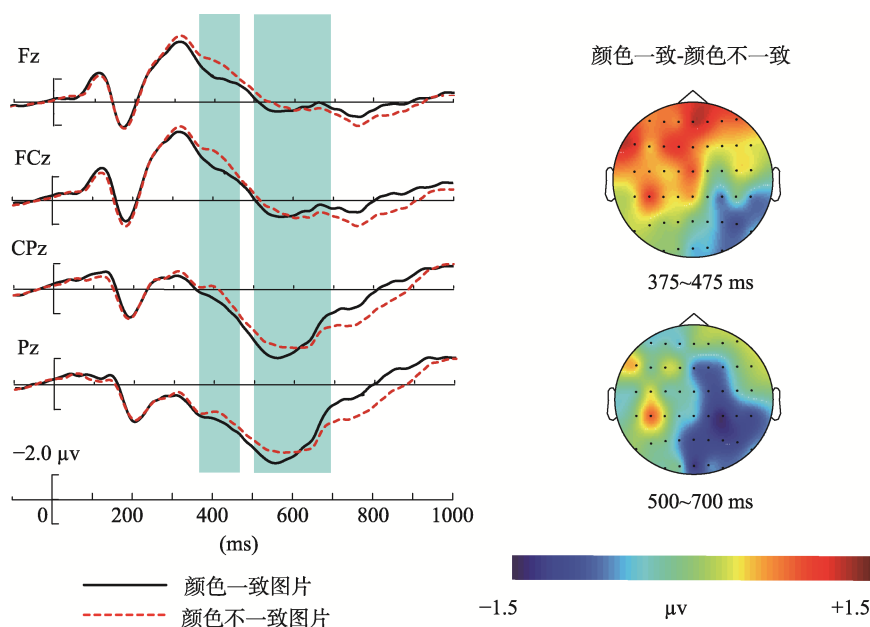 Fz
FCz
CPz
Pz
−2.0 μv
0 200 400 600 800 1000
(ms)
颜色一致图片
颜色不一致图片
颜色一致-颜色不一致
375~475 ms
500~700 ms
−1.5 μv +1.5